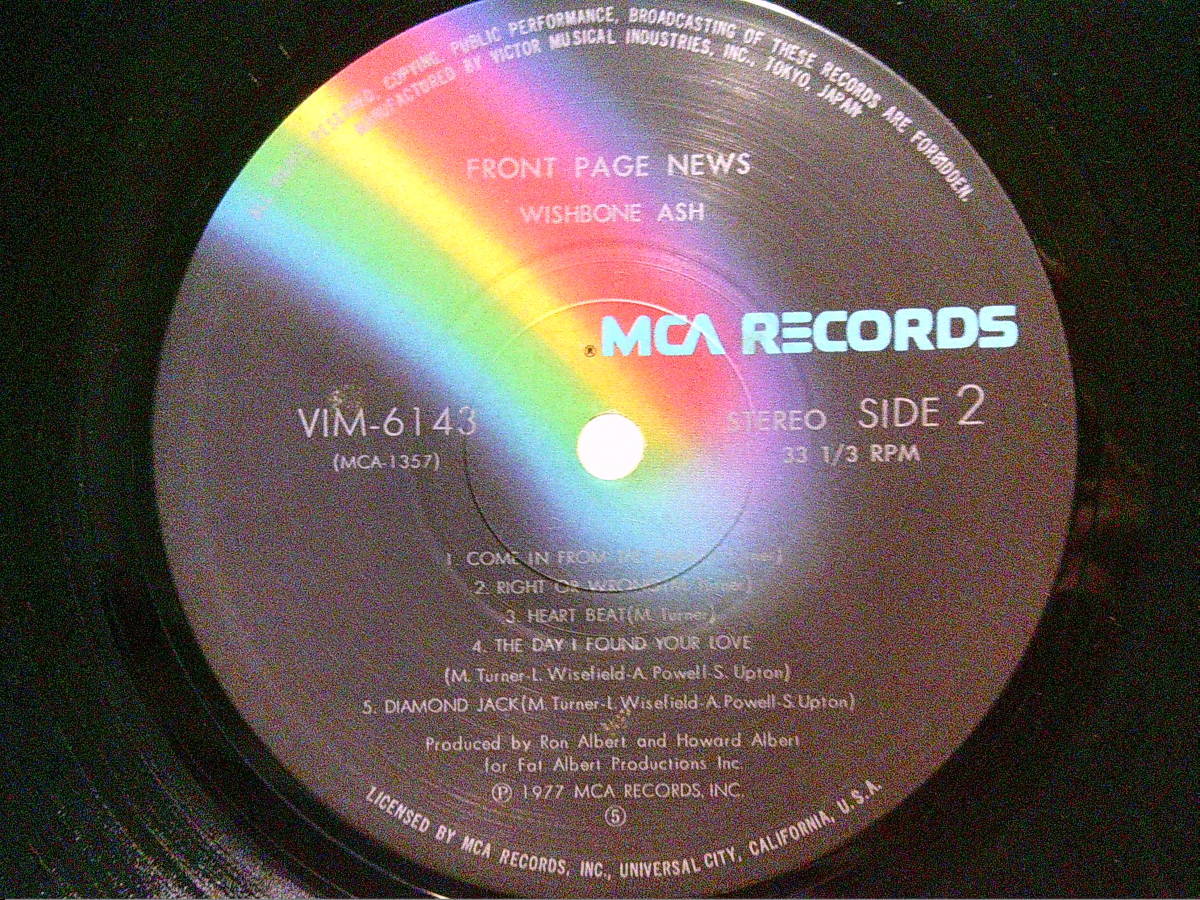 RESERVED. COPYING, PUBLIC PERFORMANCE, BROADCASTING OF THESE RECORDS ARE FORBIDDEN.
MANUFACTURED BY VICTOR MUSICAL INDUSTRIES, INC., TOKYO, JAPAN
FRONT PAGE NEWS
WISHBONE ASH
® MCA RECORDS
VIM-6143
(MCA-1357)
STEREO SIDE 2
33 1/3 RPM
1. COME IN FROM
2. RIGHT OR WRONG
3. HEART BEAT(M. Turner)
4. THE DAY I FOUND YOUR LOVE
(M. Turner-L. Wisefield-A. Powell-S. Upton)
5. DIAMOND JACK(M. Turner-L. Wisefield-A. Powell-S. Upton)
Produced by Ron Albert and Howard Albert
for Fat Albert Productions Inc.
Ⓟ 1977 MCA RECORDS, INC.
⑤
LICENSED BY MCA RECORDS, INC., UNIVERSAL CITY, CALIFORNIA, U.S.A.